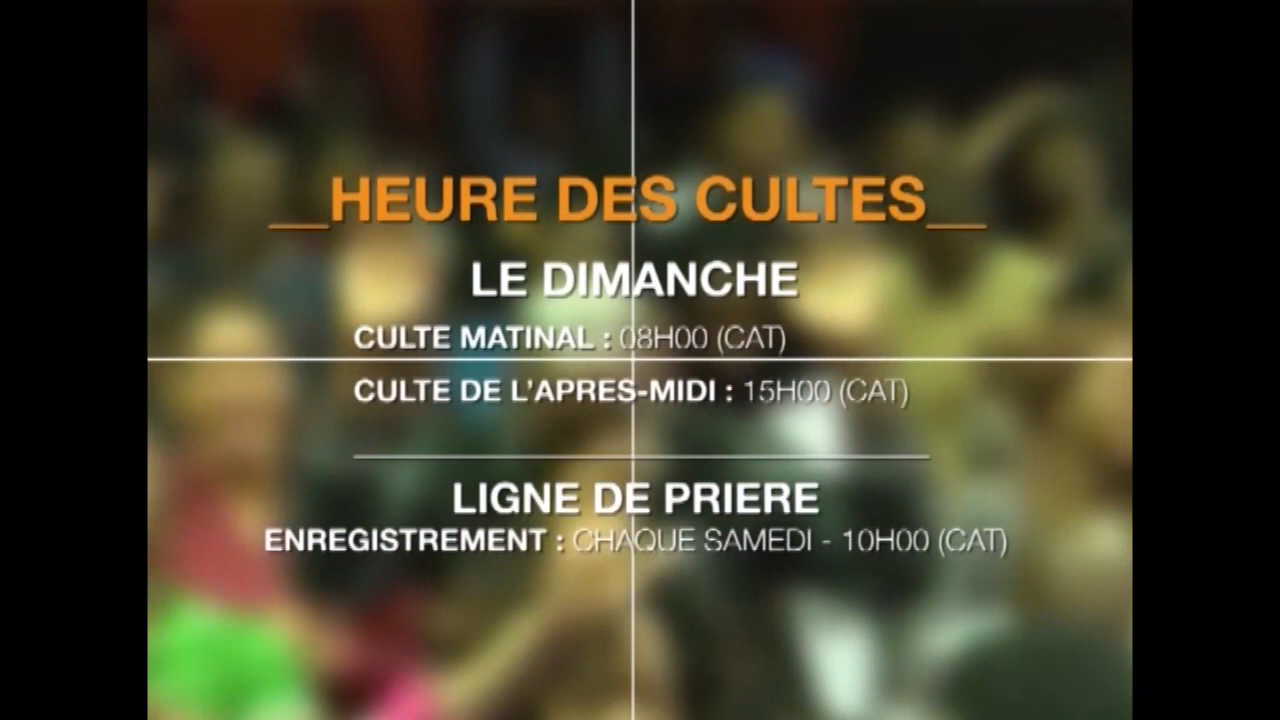 __HEURE DES CULTES__
LE DIMANCHE
CULTE MATINAL : 08H00 (CAT)
CULTE DE L'APRES-MIDI : 15H00 (CAT)
LIGNE DE PRIERE
ENREGISTREMENT : CHAQUE SAMEDI - 10H00 (CAT)